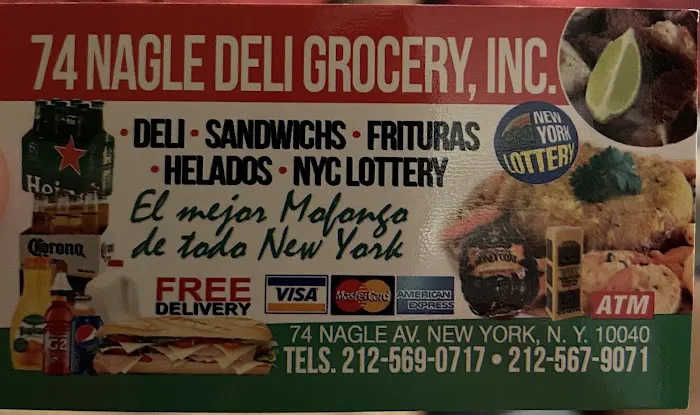 74 NAGLE DELI GROCERY, INC.
• DELI • SANDWICHS • FRITURAS
• HELADOS • NYC LOTTERY
NEW
YORK
LOTTERY
El mejor Mofongo
de todo New York
Corona
G2
FREE
DELIVERY
VISA
MasterCard
AMERICAN
EXPRESS
ATM
74 NAGLE AV. NEW YORK, N. Y. 10040
TELS. 212-569-0717 • 212-567-9071